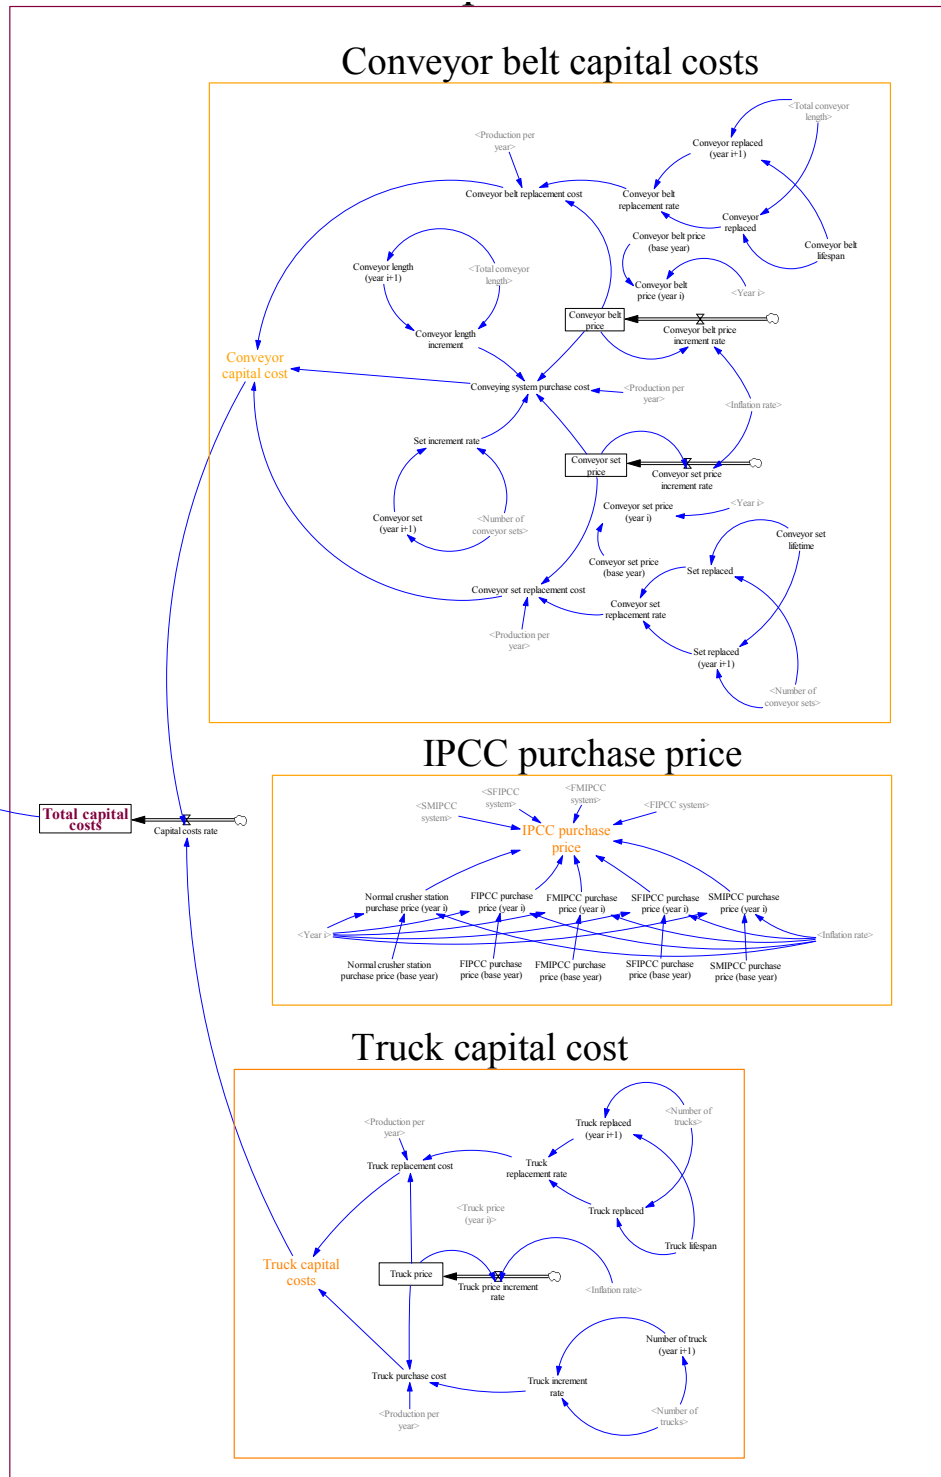 Conveyor belt capital costs
<Total conveyor
length>
<Production per
year>
Conveyor replaced
(year i+1)
Conveyor belt replacement cost
Conveyor belt
replacement rate
Conveyor
replaced
Conveyor belt price
(base year)
Conveyor belt
lifespan
Conveyor length
(year i+1)
<Total conveyor
length>
Conveyor belt
price (year i)
<Year i>
Conveyor belt
price
Conveyor belt price
increment rate
Conveyor length
increment
Conveyor
capital cost
Conveying system purchase cost
<Production per
year>
<Inflation rate>
Set increment rate
Conveyor set
price
Conveyor set price
increment rate
Conveyor set
(year i+1)
<Number of
conveyor sets>
Conveyor set price
(year i)
<Year i>
Conveyor set
lifetime
Conveyor set price
(base year)
Set replaced
Conveyor set replacement cost
Conveyor set
replacement rate
<Production per
year>
Set replaced
(year i+1)
<Number of
conveyor sets>
IPCC purchase price
<SMIPCC
system>
<SFIPCC
system>
<FMIPCC
system>
<FIPCC system>
IPCC purchase
price
Total capital
costs
Capital costs rate
Normal crusher station
purchase price (year i)
FIPCC purchase
price (year i)
FMIPCC purchase
price (year i)
SFIPCC purchase
price (year i)
SMIPCC purchase
price (year i)
<Year i>
<Inflation rate>
Normal crusher station
purchase price (base year)
FIPCC purchase
price (base year)
FMIPCC purchase
price (base year)
SFIPCC purchase
price (base year)
SMIPCC purchase
price (base year)
Truck capital cost
<Production per
year>
Truck replaced
(year i+1)
<Number of
trucks>
Truck replacement cost
Truck
replacement rate
<Truck price
(year i)>
Truck replaced
Truck lifespan
Truck capital
costs
Truck price
Truck price increment
rate
<Inflation rate>
Number of truck
(year i+1)
Truck purchase cost
Truck increment
rate
<Production per
year>
<Number of
trucks>